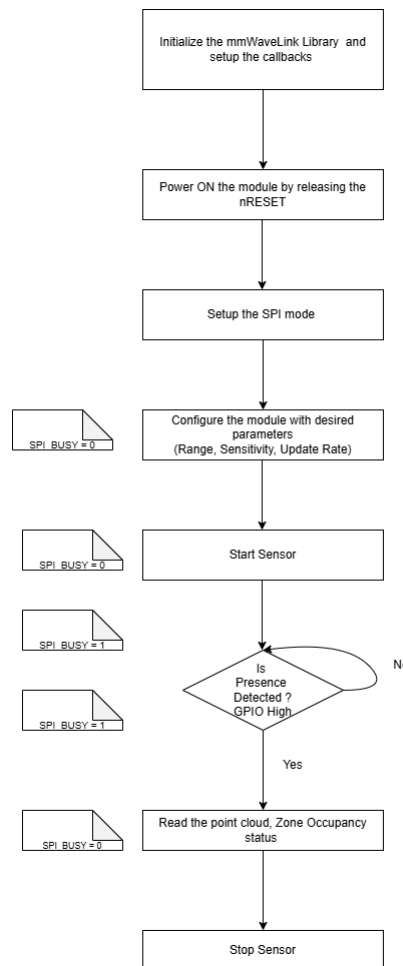 Initialize the mmWaveLink Library and
setup the callbacks
Power ON the module by releasing the
nRESET
Setup the SPI mode
Configure the module with desired
parameters
(Range, Sensitivity, Update Rate)
SPI_BUSY = 0
Start Sensor
SPI_BUSY = 0
SPI_BUSY = 1
Is
Presence
Detected ?
GPIO High
SPI_BUSY = 1
Yes
Read the point cloud, Zone Occupancy
status
SPI_BUSY = 0
Stop Sensor